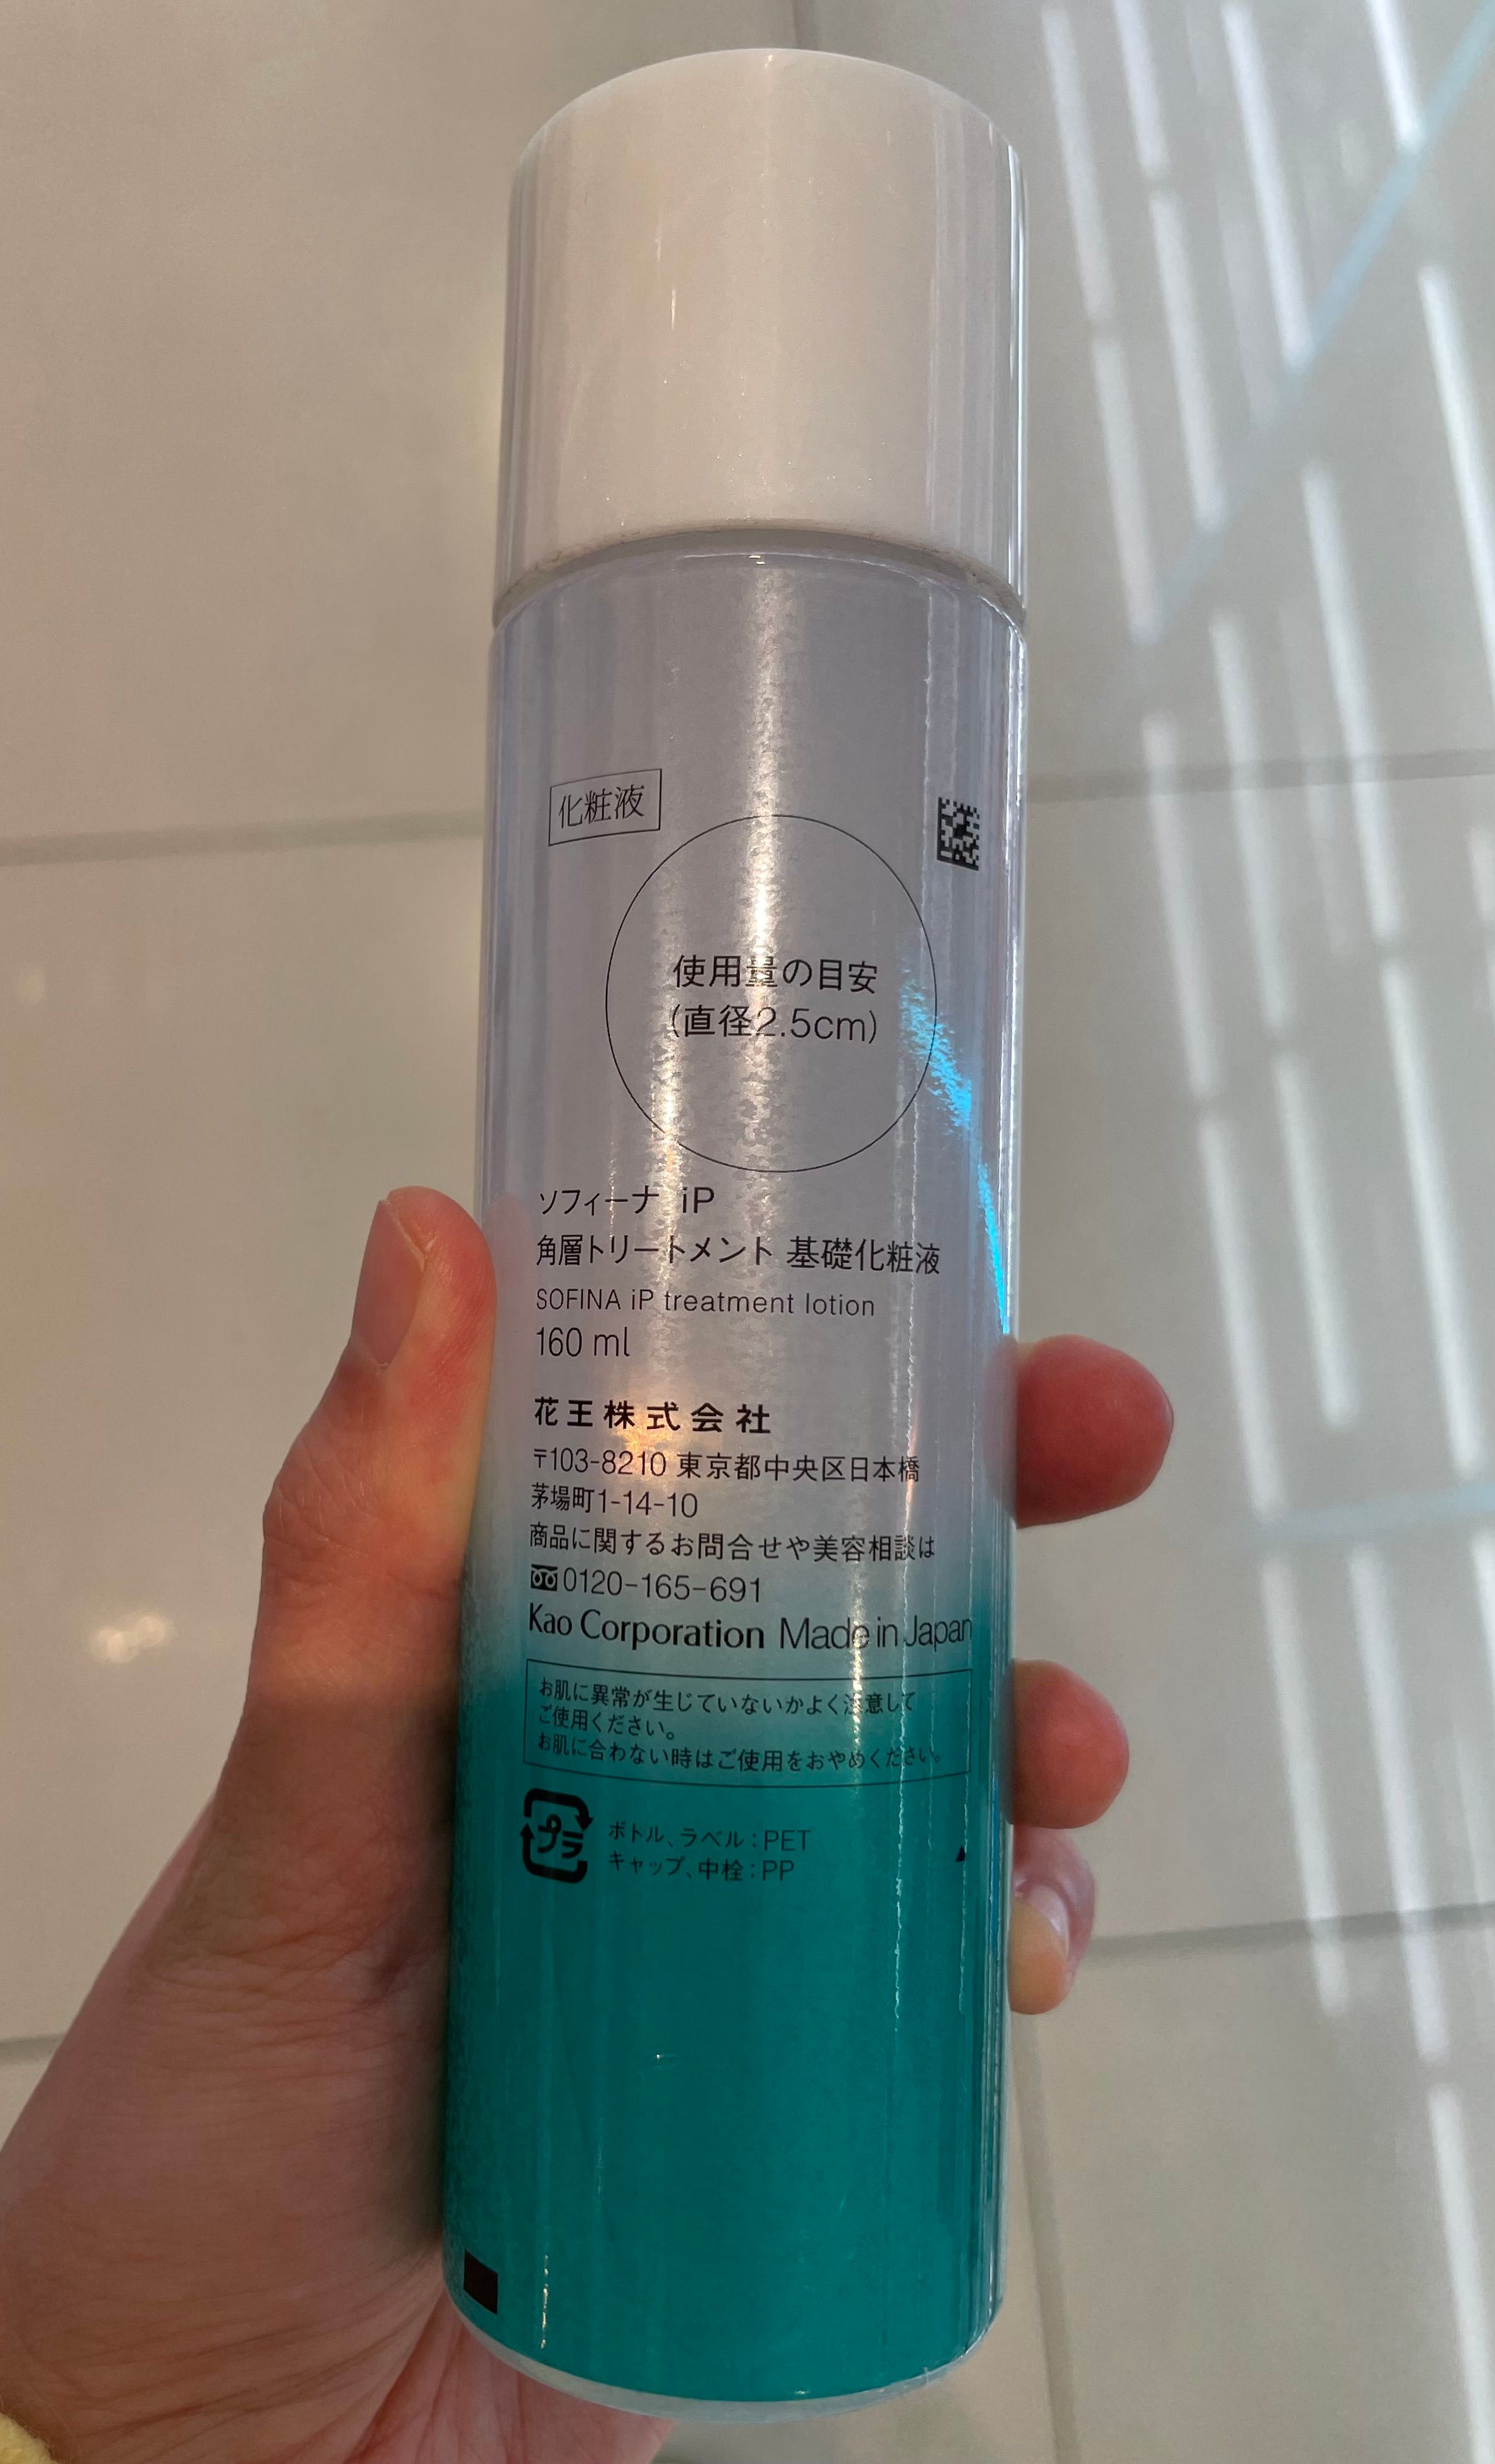 化粧液
使用量の目安
(直径2.5cm)
ソフィーナ iP
角層トリートメント 基礎化粧液
SOFINA iP treatment lotion
160 ml
花王株式会社
〒103-8210 東京都中央区日本橋
茅場町1-14-10
商品に関するお問合せや美容相談は
0120-165-691
Kao Corporation Made in Japan
お肌に異常が生じていないかよく注意して
ご使用ください。
お肌に合わない時はご使用をおやめください。
プラ
ボトル、ラベル：PET
キャップ、中栓：PP